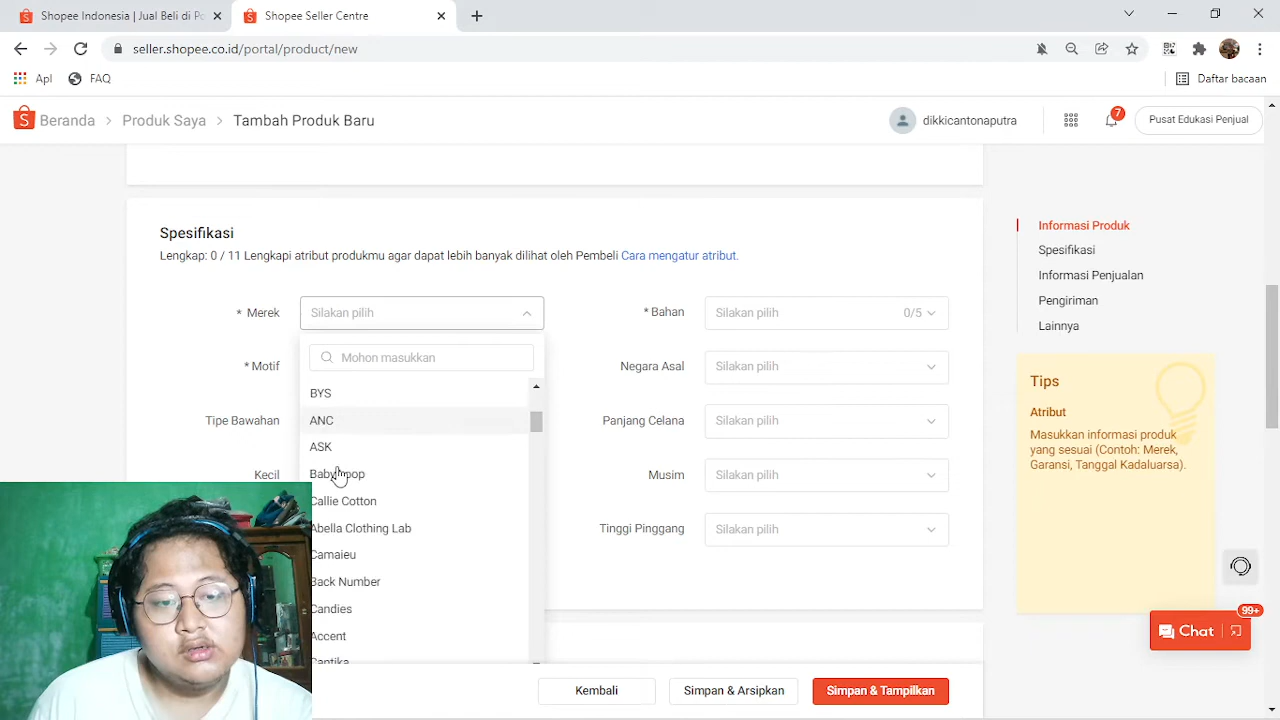 Shopee Indonesia | Jual Beli di Po
Shopee Seller Centre
seller.shopee.co.id/portal/product/new
Apl
FAQ
Daftar bacaan
Beranda > Produk Saya > Tambah Produk Baru
dikkicantonaputra
7
Pusat Edukasi Penjual
Spesifikasi
Lengkap: 0 / 11 Lengkapi atribut produkmu agar dapat lebih banyak dilihat oleh Pembeli Cara mengatur atribut.
* Merek
Silakan pilih
* Bahan
Silakan pilih
0/5
Mohon masukkan
* Motif
Negara Asal
Silakan pilih
BYS
ANC
Tipe Bawahan
Panjang Celana
Silakan pilih
ASK
Kecil
Musim
Silakan pilih
Callie Cotton
Abella Clothing Lab
Tinggi Pinggang
Silakan pilih
Camaieu
Back Number
Candies
Accent
Cantika
Kembali
Simpan & Arsipkan
Simpan & Tampilkan
Informasi Produk
Spesifikasi
Informasi Penjualan
Pengiriman
Lainnya
Tips
Atribut
Masukkan informasi produk
yang sesuai (Contoh: Merek,
Garansi, Tanggal Kadaluarsa).
99+
Chat